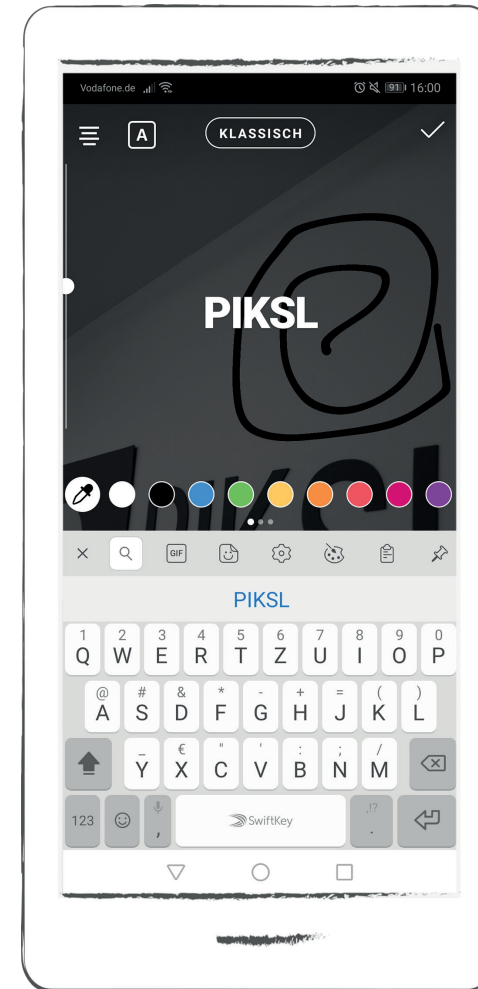 Vodafone.de 91 16:00
A KLASSISCH
PIKSL
GIF
PIKSL
1 2 3 4 5 6 7 8 9 0
Q W E R T Z U I O P
@ # & * - + = ( )
A S D F G H J K L
_ € " ' : ; /
Y X C V B N M
123 , SwiftKey ,!? .